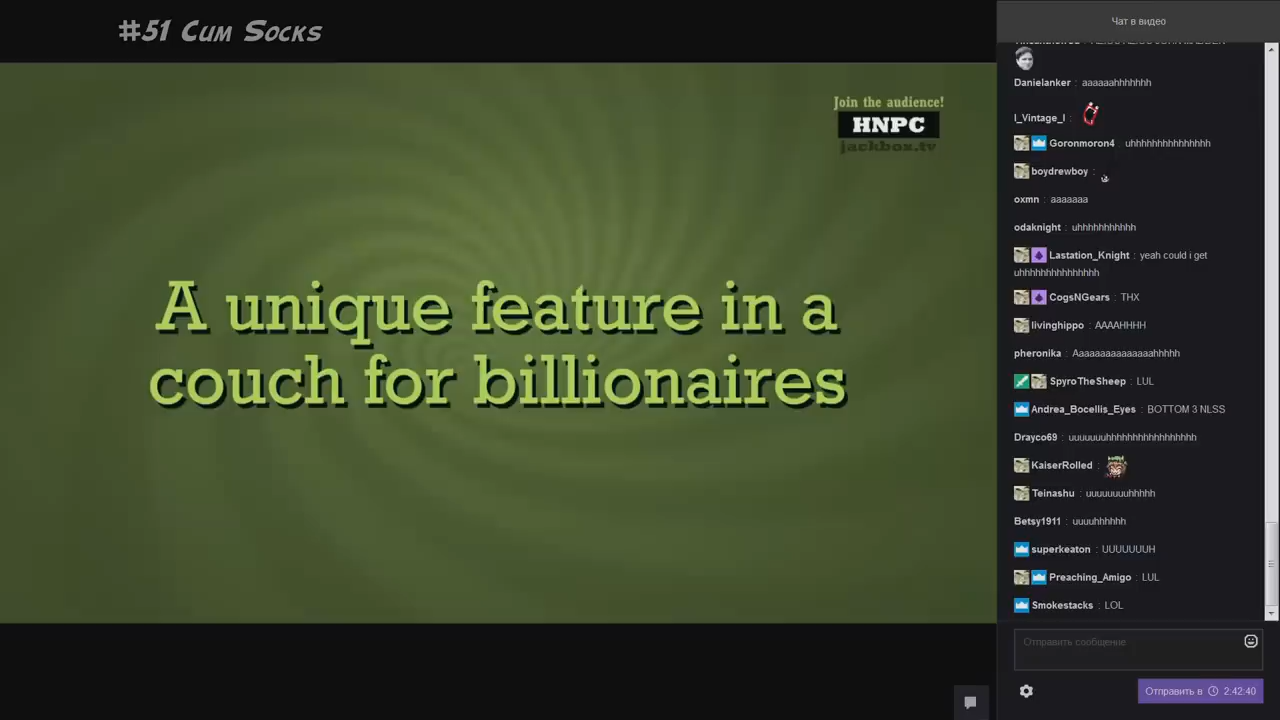 #51 Cum Socks
Join the audience!
HNPC
jackbox.tv
A unique feature in a
couch for billionaires
Чат в видео
Danielanker : aaaaaahhhhhhh
I_Vintage_I :
Goronmoron4 uhhhhhhhhhhhhhhh
boydrewboy :
oxmn : aaaaaaa
odaknight : uhhhhhhhhhhh
Lastation_Knight : yeah could i get
uhhhhhhhhhhhhhhh
CogsNGears : THX
livinghippo : AAAAHHHH
pheronika : Aaaaaaaaaaaaaaahhhhh
SpyroTheSheep : LUL
Andrea_Bocellis_Eyes : BOTTOM 3 NLSS
Drayco69 : uuuuuuuhhhhhhhhhhhhhhhhh
KaiserRolled :
Teinashu : uuuuuuuuhhhhh
Betsy1911 : uuuuhhhhhh
superkeaton : UUUUUUUH
Preaching_Amigo : LUL
Smokestacks : LOL
Отправить сообщение
Отправить в 2:42:40